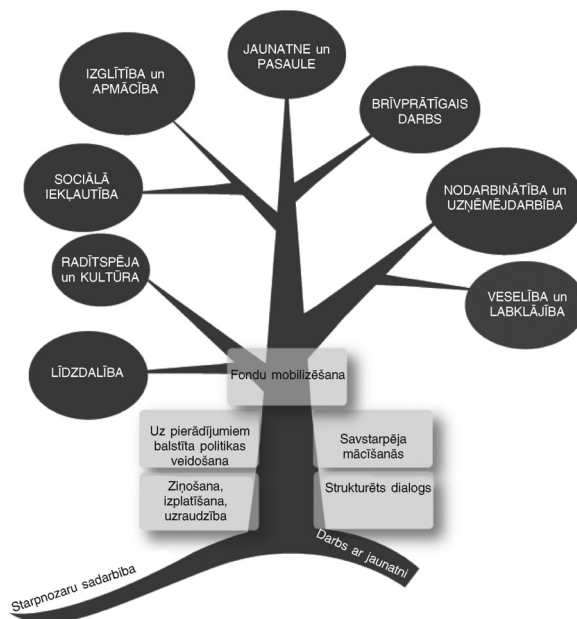 JAUNATNE un
PASAULE
IZGLĪTĪBA un
APMĀCĪBA
BRĪVPRĀTĪGAIS
DARBS
SOCIĀLĀ
IEKĻAUTĪBA
NODARBINĀTĪBA un
UZŅĒMĒJDARBĪBA
RADĪTSPĒJA
un KULTŪRA
VESELĪBA un
LABKLĀJĪBA
LĪDZDALĪBA
Fondu mobilizēšana
Uz pierādījumiem
balstīta politikas
veidošana
Savstarpēja
mācīšanās
Ziņošana,
izplatīšana,
uzraudzība
Strukturēts dialogs
Starpnozaru sadarbība
Darbs ar jaunatni